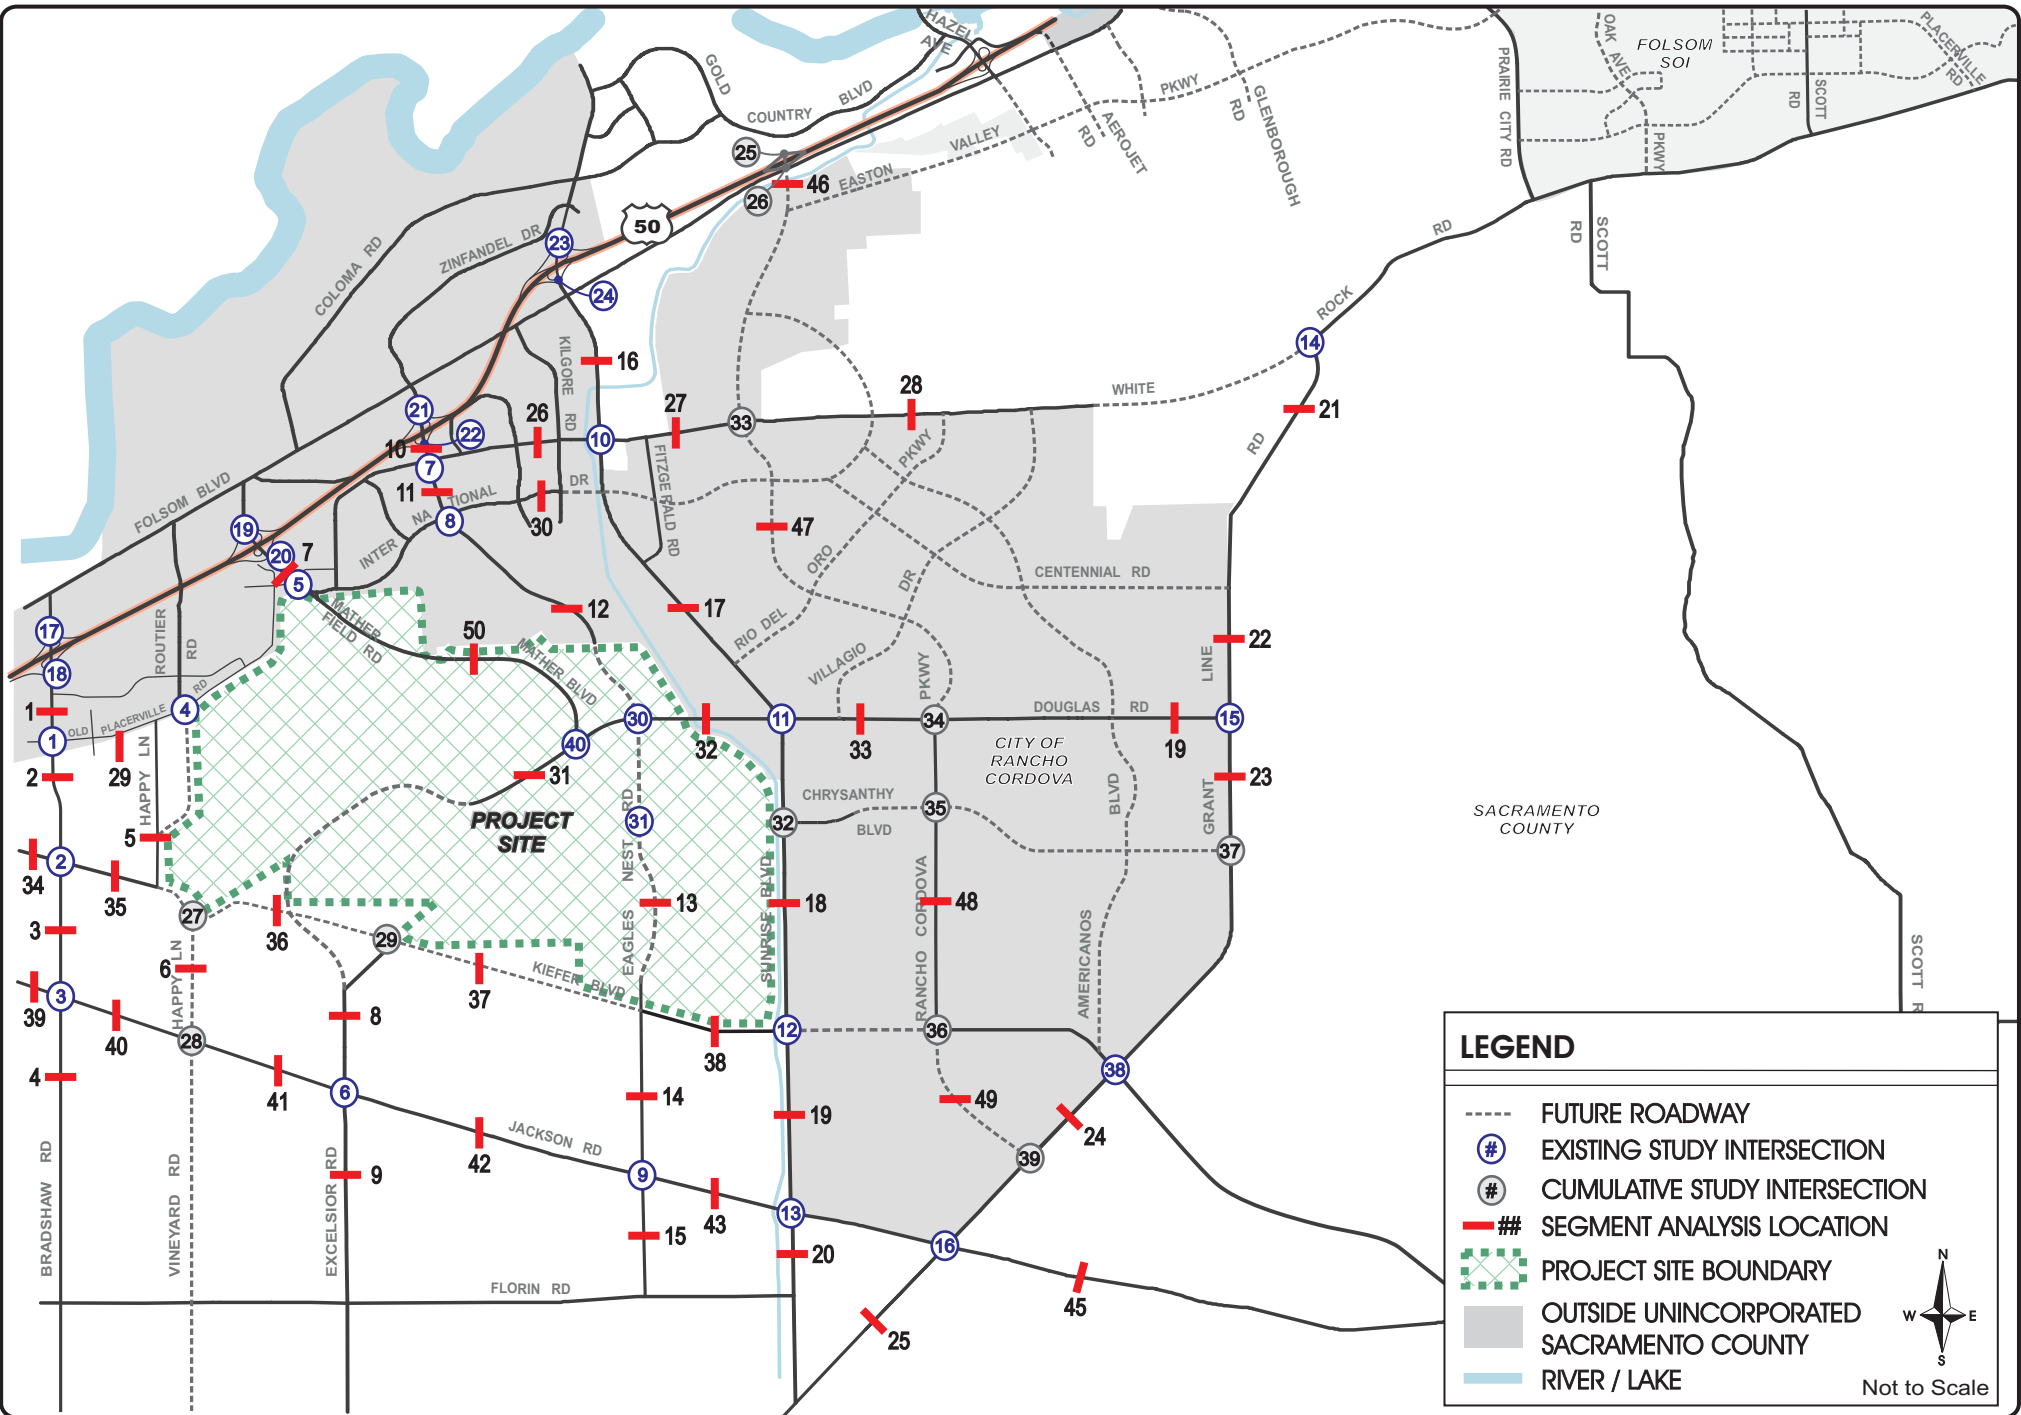 HAZEL
AVE
GOLD
COUNTRY
BLVD
PKWY
VALLEY
EASTON
RD
GLENBOROUGH
RD
AEROJET
PRAIRIE CITY RD
OAK AVE
PKWY
FOLSOM
SOI
SCOTT
RD
PLACERVILLE
RD
25
46
26
50
COLOMA RD
ZINFANDEL DR
23
24
KILGORE
RD
16
SCOTT
RD
RD
ROCK
14
WHITE
21
RD
28
27
33
26
10
21
22
10
7
11
NA
TIONAL
DR
INTER
8
30
FITZGERALD RD
FOLSOM BLVD
19
20
7
5
47
ORO
PKWY
DR
RIO DEL
VILLAGIO
CENTENNIAL RD
12
17
22
LINE
17
18
ROUTIER
RD
MATHER
FIELD RD
50
MATHER BLVD
1
1
OLD
PLACERVILLE
RD
4
29
2
HAPPY LN
5
30
32
11
33
PKWY
34
DOUGLAS RD
19
15
40
31
PROJECT
SITE
CITY OF
RANCHO
CORDOVA
23
GRANT
CHRYSANTHY
BLVD
35
32
BLVD
37
SACRAMENTO
COUNTY
EAGLES NEST RD
31
13
SUNRISE BLVD
18
RANCHO CORDOVA
48
AMERICANOS
2
34
35
3
27
36
29
37
KIEFER BLVD
6
HAPPY LN
3
39
40
28
8
38
12
36
38
SCOTT R
4
41
6
14
19
49
24
39
JACKSON RD
42
9
43
13
9
15
20
16
45
25
BRADSHAW RD
VINEYARD RD
EXCELSIOR RD
FLORIN RD
LEGEND
FUTURE ROADWAY
# EXISTING STUDY INTERSECTION
# CUMULATIVE STUDY INTERSECTION
## SEGMENT ANALYSIS LOCATION
PROJECT SITE BOUNDARY
OUTSIDE UNINCORPORATED
SACRAMENTO COUNTY
RIVER / LAKE
N
W E
S
Not to Scale